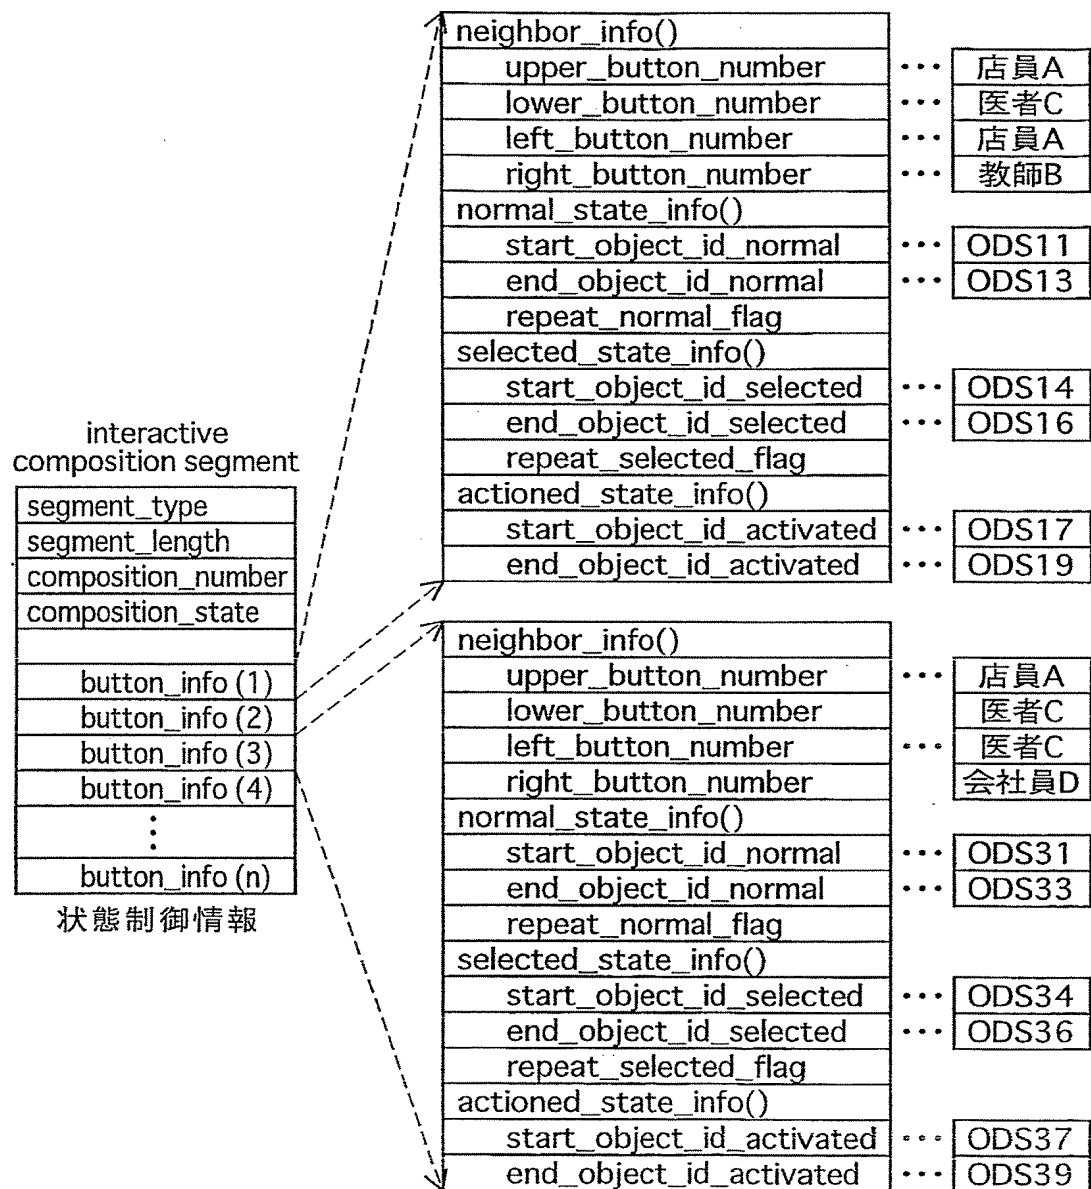 interactive
composition segment
segment_type
segment_length
composition_number
composition_state
button_info (1)
button_info (2)
button_info (3)
button_info (4)
⋮
button_info (n)
状態制御情報
neighbor_info()
upper_button_number ••• 店員A
lower_button_number ••• 医者C
left_button_number ••• 店員A
right_button_number ••• 教師B
normal_state_info()
start_object_id_normal ••• ODS11
end_object_id_normal ••• ODS13
repeat_normal_flag
selected_state_info()
start_object_id_selected ••• ODS14
end_object_id_selected ••• ODS16
repeat_selected_flag
actioned_state_info()
start_object_id_activated ••• ODS17
end_object_id_activated ••• ODS19
neighbor_info()
upper_button_number ••• 店員A
lower_button_number 医者C
left_button_number ••• 医者C
right_button_number 会社員D
normal_state_info()
start_object_id_normal ••• ODS31
end_object_id_normal ••• ODS33
repeat_normal_flag
selected_state_info()
start_object_id_selected ••• ODS34
end_object_id_selected ••• ODS36
repeat_selected_flag
actioned_state_info()
start_object_id_activated ••• ODS37
end_object_id_activated ••• ODS39